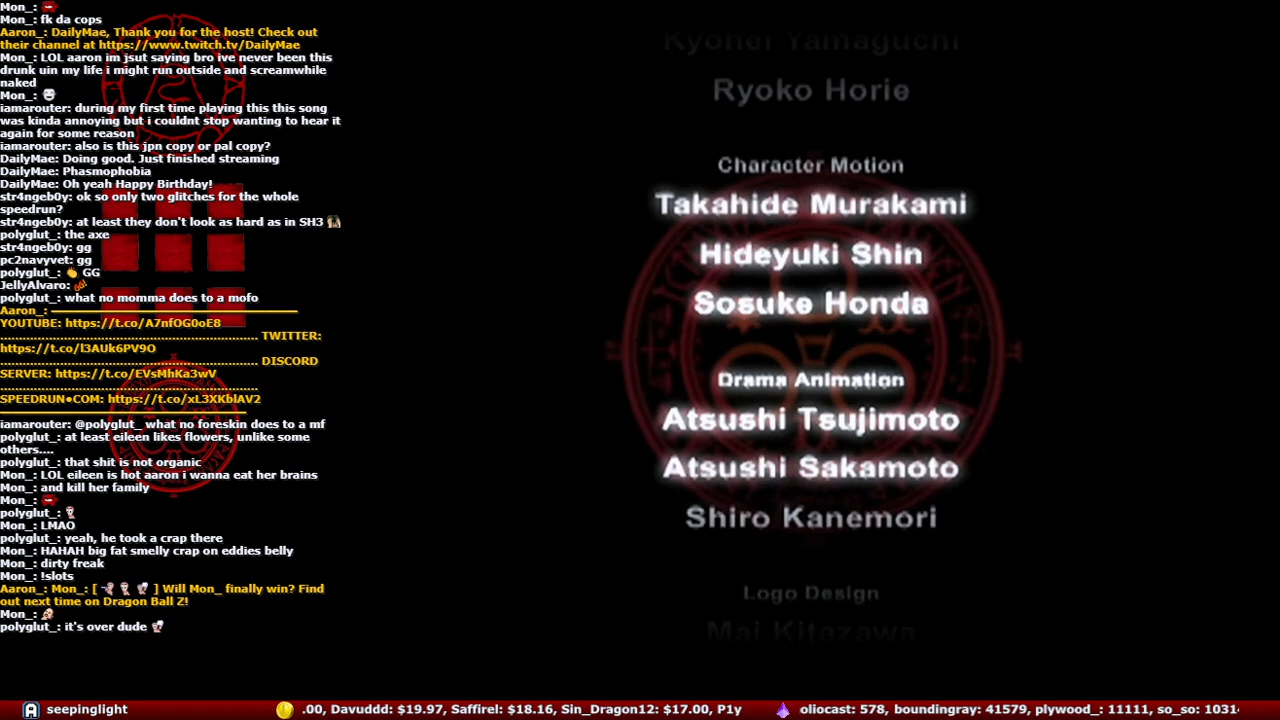 Mon_:
Mon_: fk da cops
Aaron_: DailyMae, Thank you for the host! Check out
their channel at https://www.twitch.tv/DailyMae
Mon_: LOL aaron im jsut saying bro ive never been this
drunk uin my life i might run outside and screamwhile
naked
Mon_:
iamarouter: during my first time playing this this song
was kinda annoying but i couldnt stop wanting to hear it
again for some reason
iamarouter: also is this jpn copy or pal copy?
DailyMae: Doing good. Just finished streaming
DailyMae: Phasmophobia
DailyMae: Oh yeah Happy Birthday!
str4ngeb0y: ok so only two glitches for the whole
speedrun?
str4ngeb0y: at least they don't look as hard as in SH3
polyglut_: the axe
str4ngeb0y: gg
pc2navyvet: gg
polyglut_: 👏 GG
JellyAlvaro: GG!
polyglut_: what no momma does to a mofo
Aaron_: ————————————————————
YOUTUBE: https://t.co/A7nfOG0oE8
................................................................ TWITTER:
https://t.co/l3AUk6PV9O
................................................................ DISCORD
SERVER: https://t.co/EVsMhKa3wV
................................................................
SPEEDRUN●COM: https://t.co/xL3XKblAV2
————————————————————
iamarouter: @polyglut_ what no foreskin does to a mf
polyglut_: at least eileen likes flowers, unlike some
others....
polyglut_: that shit is not organic
Mon_: LOL eileen is hot aaron i wanna eat her brains
Mon_: and kill her family
Mon_:
polyglut_:
Mon_: LMAO
polyglut_: yeah, he took a crap there
Mon_: HAHAH big fat smelly crap on eddies belly
Mon_: dirty freak
Mon_: !slots
Aaron_: Mon_: [ ] Will Mon_ finally win? Find
out next time on Dragon Ball Z!
Mon_:
polyglut_: it's over dude
Kyohei Yamaguchi
Ryoko Horie
Character Motion
Takahide Murakami
Hideyuki Shin
Sosuke Honda
Drama Animation
Atsushi Tsujimoto
Atsushi Sakamoto
Shiro Kanemori
Logo Design
Mai Kitazawa
A seepinglight
.00, Davuddd: $19.97, Saffirel: $18.16, Sin_Dragon12: $17.00, P1y
oliocast: 578, boundingray: 41579, plywood_: 11111, so_so: 1031